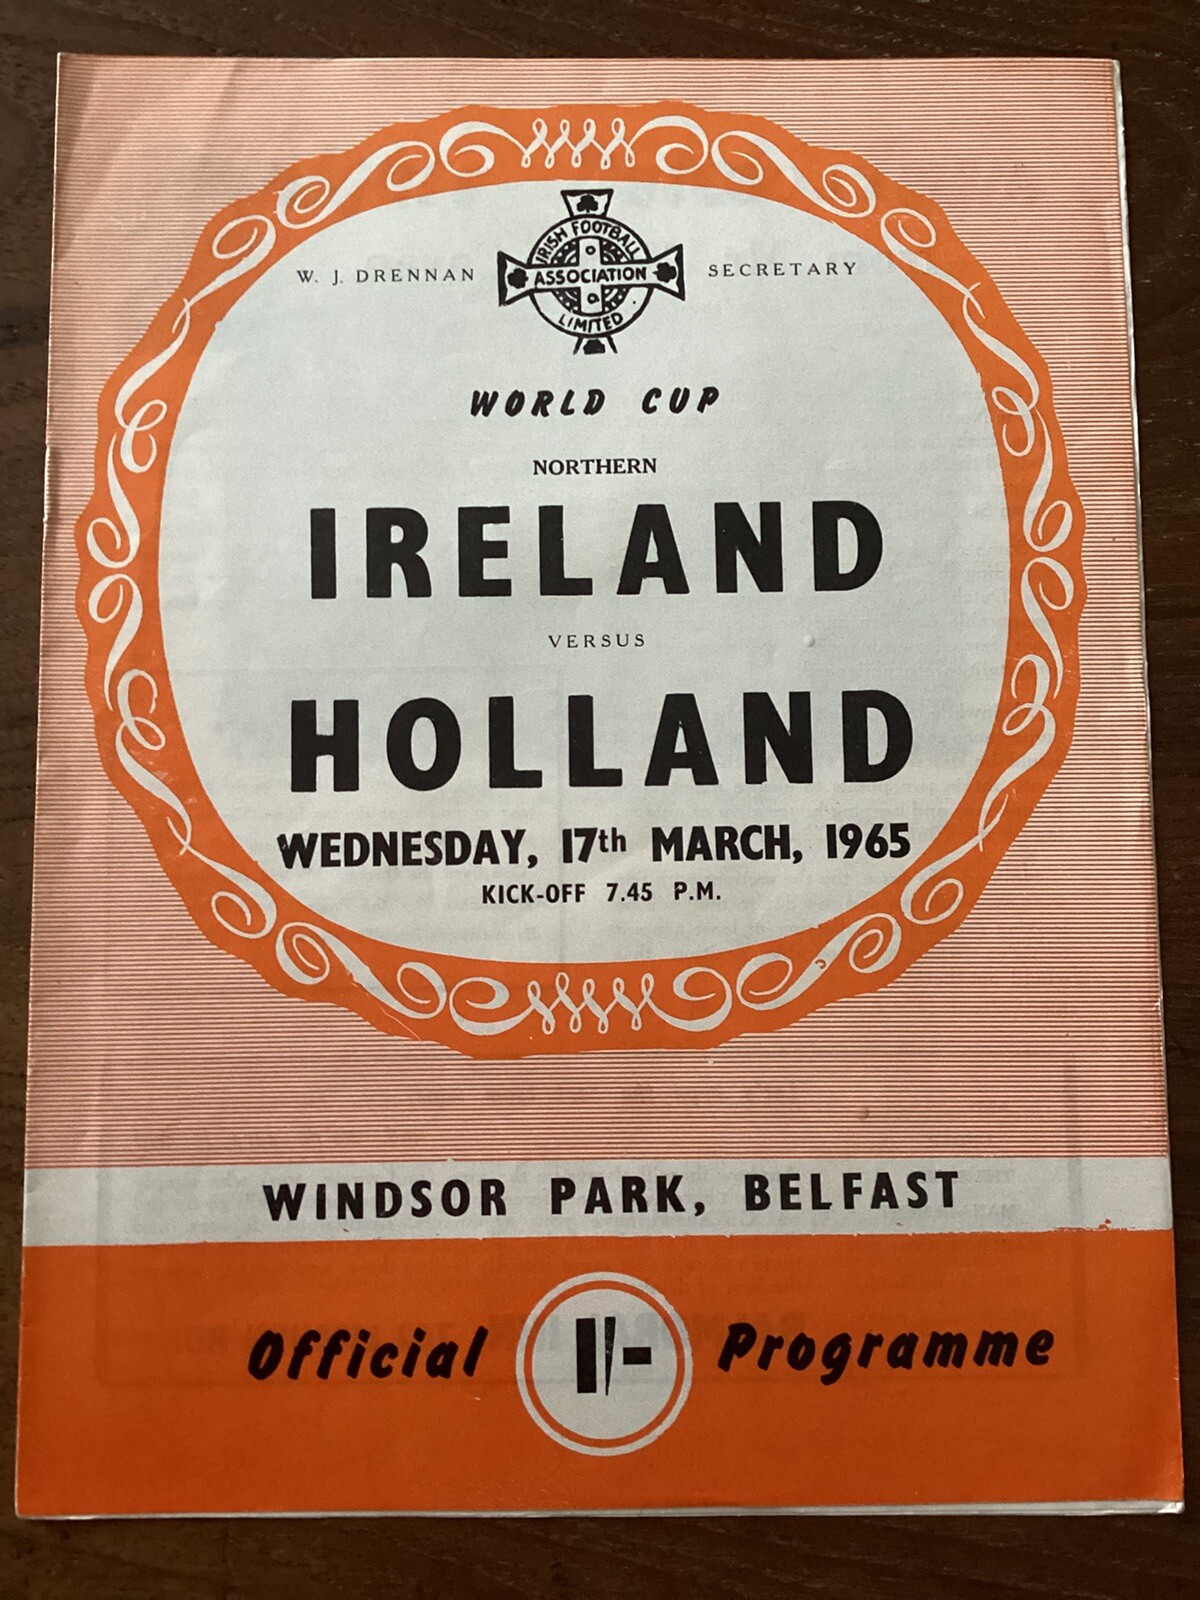 W. J. DRENNAN
IRISH FOOTBALL
ASSOCIATION
LIMITED
SECRETARY
WORLD CUP
NORTHERN
IRELAND
VERSUS
HOLLAND
WEDNESDAY, 17th MARCH, 1965
KICK-OFF 7.45 P.M.
WINDSOR PARK, BELFAST
Official 1/- Programme